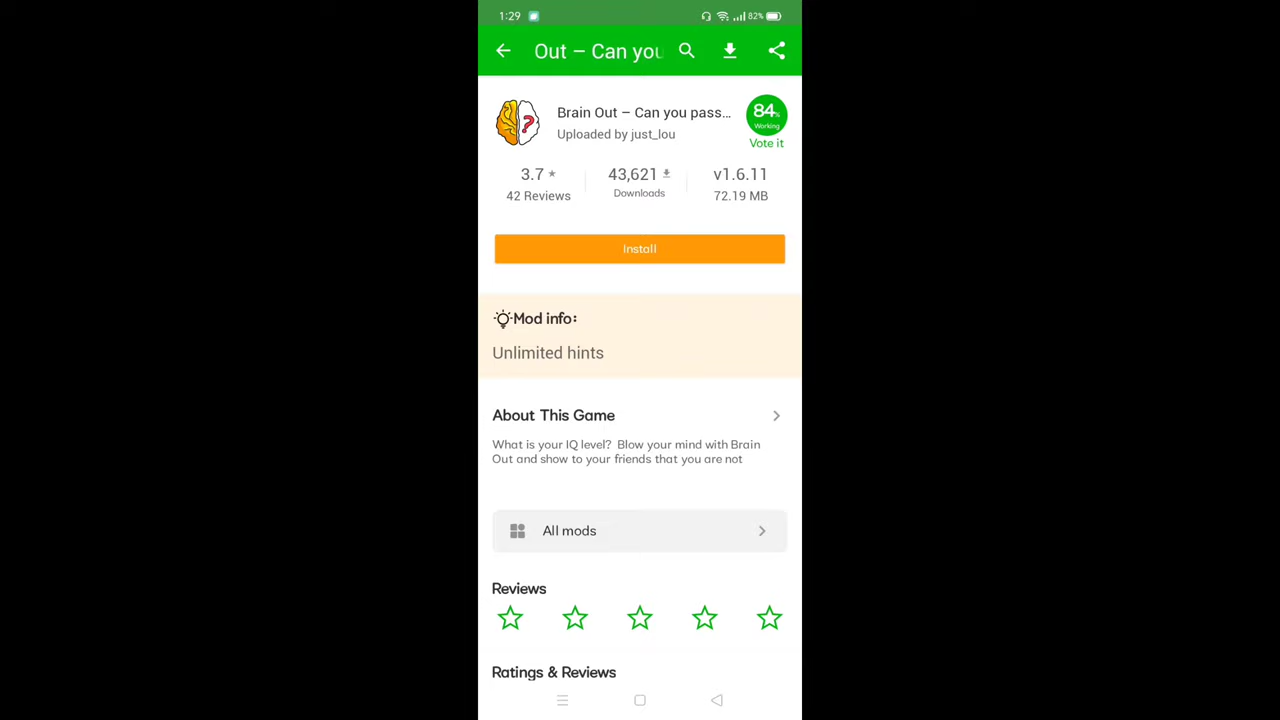 1:29 82%
Out – Can you
Brain Out – Can you pass...
Uploaded by just_lou
84%
Working
Vote it
3.7 ★ 43,621 v1.6.11
42 Reviews Downloads 72.19 MB
Install
Mod info:
Unlimited hints
About This Game
What is your IQ level? Blow your mind with Brain
Out and show to your friends that you are not
All mods
Reviews
Ratings & Reviews